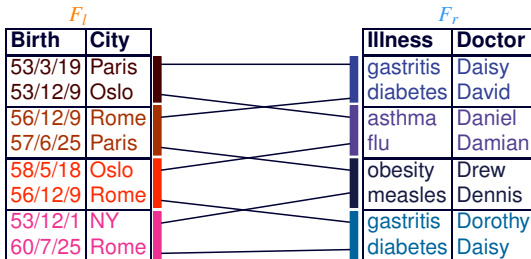 F_l F_r
Birth City Illness Doctor
53/3/19 Paris gastritis Daisy
53/12/9 Oslo diabetes David
56/12/9 Rome asthma Daniel
57/6/25 Paris flu Damian
58/5/18 Oslo obesity Drew
56/12/9 Rome measles Dennis
53/12/1 NY gastritis Dorothy
60/7/25 Rome diabetes Daisy